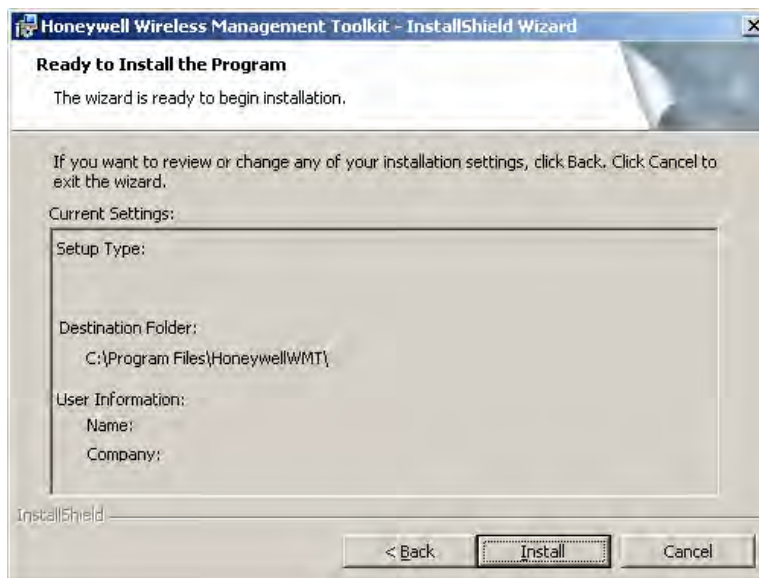 Honeywell Wireless Management Toolkit - InstallShield Wizard
Ready to Install the Program
The wizard is ready to begin installation.
If you want to review or change any of your installation settings, click Back. Click Cancel to
exit the wizard.
Current Settings:
Setup Type:
Destination Folder:
C:\Program Files\HoneywellWMT\
User Information:
Name:
Company:
InstallShield
< Back
Install
Cancel